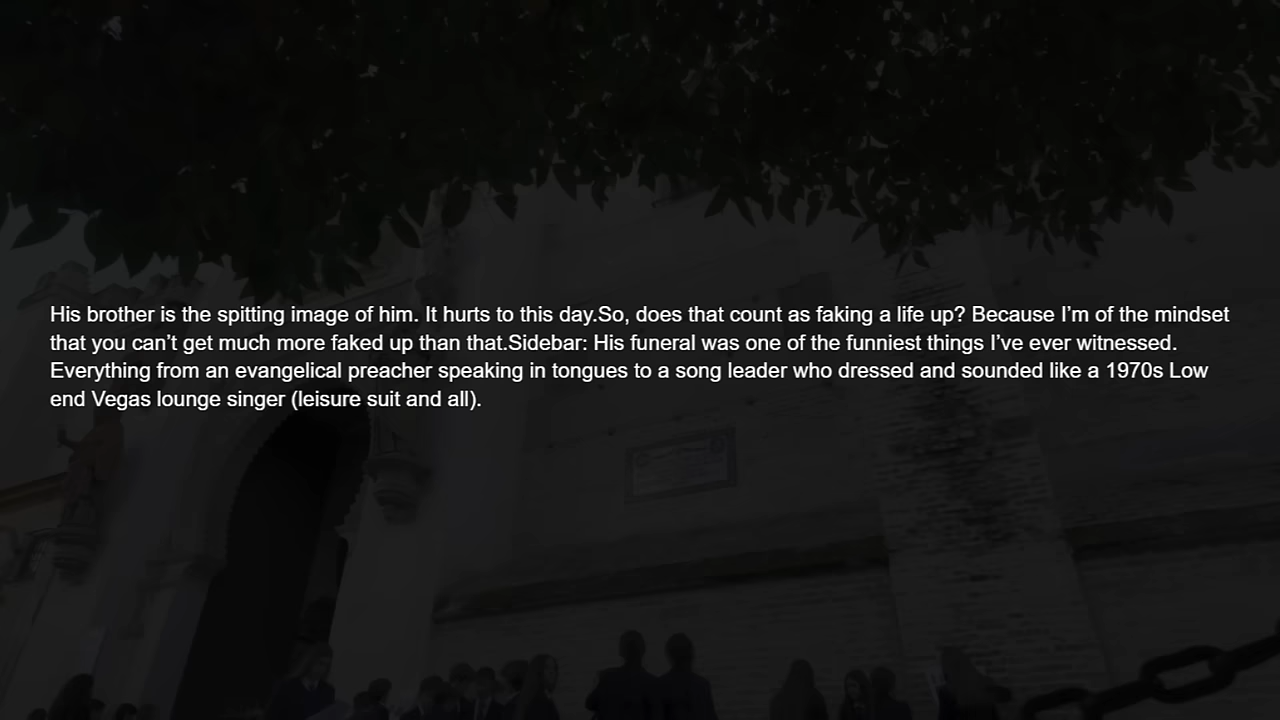 His brother is the spitting image of him. It hurts to this day.So, does that count as faking a life up? Because I’m of the mindset
that you can’t get much more faked up than that.Sidebar: His funeral was one of the funniest things I’ve ever witnessed.
Everything from an evangelical preacher speaking in tongues to a song leader who dressed and sounded like a 1970s Low
end Vegas lounge singer (leisure suit and all).